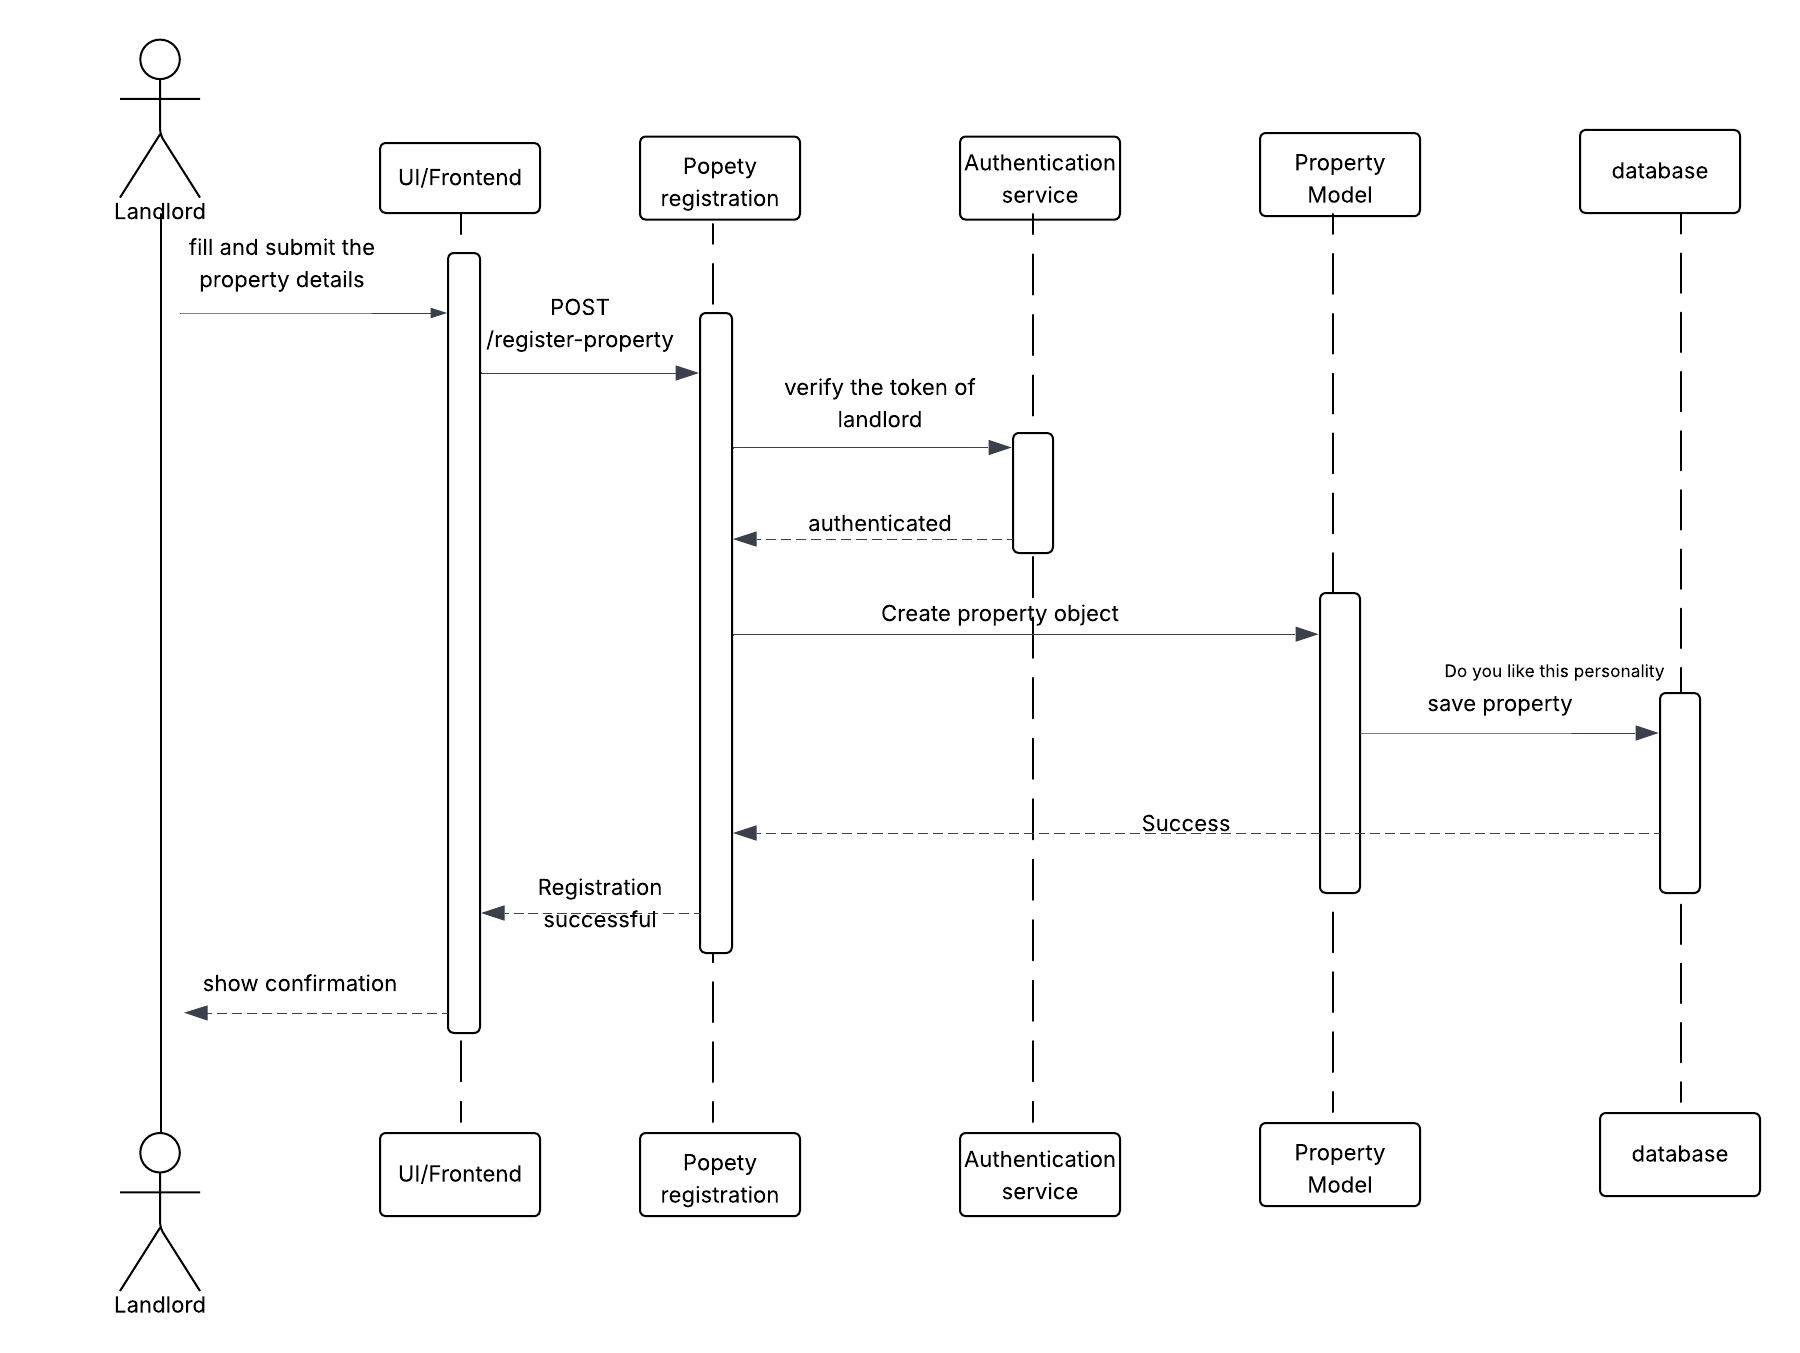 Landlord
UI/Frontend
Popety
registration
Authentication
service
Property
Model
database
fill and submit the
property details
POST
/register-property
verify the token of
landlord
authenticated
Create property object
Do you like this personality
save property
Success
Registration
successful
show confirmation
UI/Frontend
Popety
registration
Authentication
service
Property
Model
database
Landlord